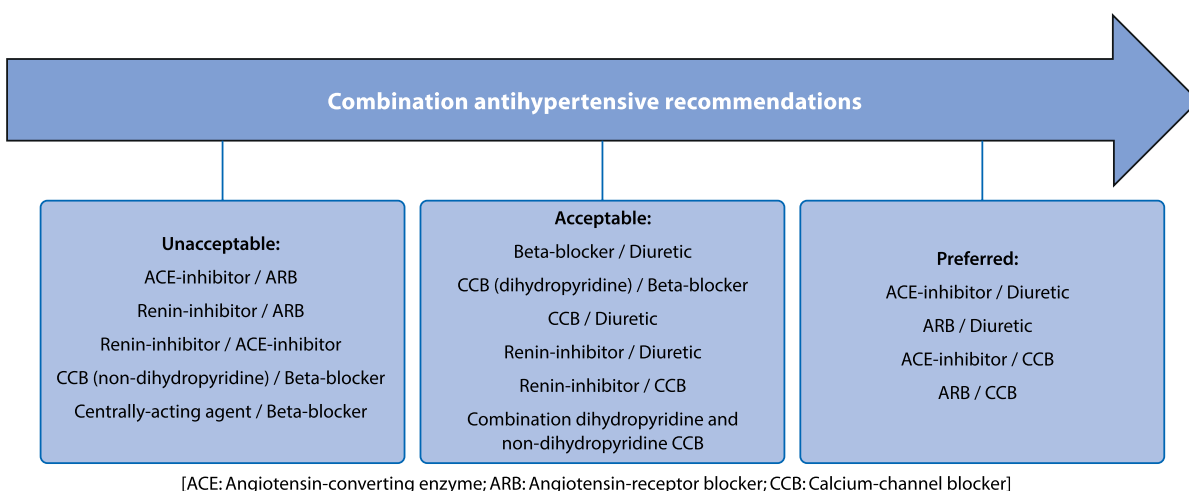 Combination antihypertensive recommendations
Unacceptable:
ACE-inhibitor / ARB
Renin-inhibitor / ARB
Renin-inhibitor / ACE-inhibitor
CCB (non-dihydropyridine) / Beta-blocker
Centrally-acting agent / Beta-blocker
Acceptable:
Beta-blocker / Diuretic
CCB (dihydropyridine) / Beta-blocker
CCB / Diuretic
Renin-inhibitor / Diuretic
Renin-inhibitor / CCB
Combination dihydropyridine and
non-dihydropyridine CCB
Preferred:
ACE-inhibitor / Diuretic
ARB / Diuretic
ACE-inhibitor / CCB
ARB / CCB
[ACE: Angiotensin-converting enzyme; ARB: Angiotensin-receptor blocker; CCB: Calcium-channel blocker]